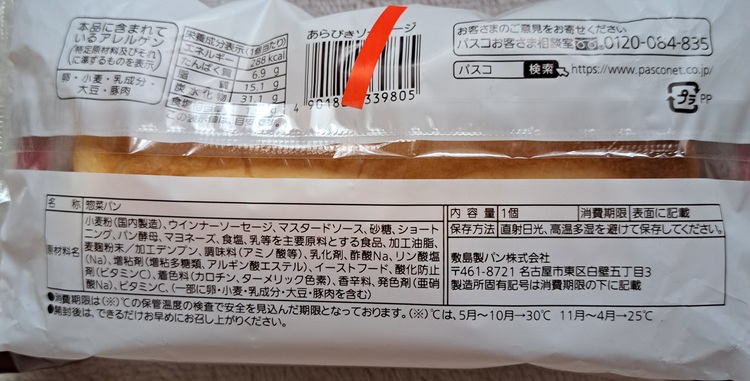 本品に含まれて
いるアレルゲン
(特定原材料及びそれ
に準ずるものを表示)
卵・小麦・乳成分・
大豆・豚肉
栄養成分表示(1個当たり)
エネルギー 268kcal
たんぱく質 6.9g
脂質 15.1g
炭水化物 31.1g
食塩
この表示値は、目安
あらびきソーセージ
4 9018 339805
お客さまのご意見をお寄せください
パスコお客さま相談室 0120-084-835
パスコ 検索 https://www.pasconet.co.jp/
プラ PP
名称 惣菜パン
原材料名 小麦粉(国内製造)、ウインナーソーセージ、マスタードソース、砂糖、ショート
ニング、パン酵母、マヨネーズ、食塩、乳等を主要原料とする食品、加工油脂、
麦麹粉末/加工デンプン、調味料(アミノ酸等)、乳化剤、酢酸Na、リン酸塩
(Na)、増粘剤(増粘多糖類、アルギン酸エステル)、イーストフード、酸化防止
剤(ビタミンC)、着色料(カロチン、ターメリック色素)、香辛料、発色剤(亜硝
酸Na)、ビタミンC、(一部に卵・小麦・乳成分・大豆・豚肉を含む)
内容量 1個 消費期限 表面に記載
保存方法 直射日光、高温多湿を避けて保存してください。
敷島製パン株式会社
〒461-8721 名古屋市東区白壁五丁目3
製造所固有記号は消費期限の下に記載
●消費期限は(※)℃の保管温度の検査で安全を見込んだ期限となっております。(※)℃は、5月〜10月→30℃ 11月〜4月→25℃
●開封後は、できるだけお早めにお召し上がりください。